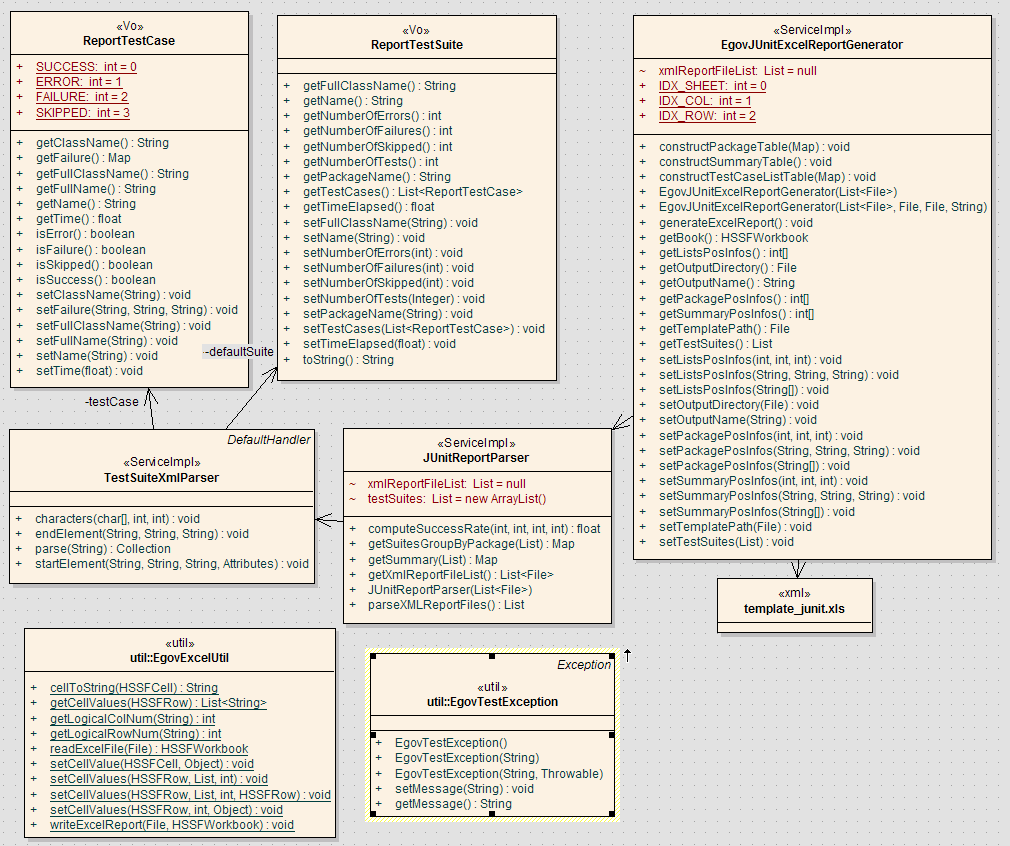 «Vo»
ReportTestCase
+ SUCCESS: int = 0
+ ERROR: int = 1
+ FAILURE: int = 2
+ SKIPPED: int = 3
+ getClassName() : String
+ getFailure() : Map
+ getFullClassName() : String
+ getFullName() : String
+ getName() : String
+ getTime() : float
+ isError() : boolean
+ isFailure() : boolean
+ isSkipped() : boolean
+ isSuccess() : boolean
+ setClassName(String) : void
+ setFailure(String, String, String) : void
+ setFullClassName(String) : void
+ setFullName(String) : void
+ setName(String) : void
+ setTime(float) : void
«Vo»
ReportTestSuite
+ getFullClassName() : String
+ getName() : String
+ getNumberOfErrors() : int
+ getNumberOfFailures() : int
+ getNumberOfSkipped() : int
+ getNumberOfTests() : int
+ getPackageName() : String
+ getTestCases() : List<ReportTestCase>
+ getTimeElapsed() : float
+ setFullClassName(String) : void
+ setName(String) : void
+ setNumberOfErrors(int) : void
+ setNumberOfFailures(int) : void
+ setNumberOfSkipped(int) : void
+ setNumberOfTests(Integer) : void
+ setPackageName(String) : void
+ setTestCases(List<ReportTestCase>) : void
+ setTimeElapsed(float) : void
+ toString() : String
«ServiceImpl»
EgovJUnitExcelReportGenerator
~ xmlReportFileList: List = null
+ IDX_SHEET: int = 0
+ IDX_COL: int = 1
+ IDX_ROW: int = 2
+ constructPackageTable(Map) : void
+ constructSummaryTable() : void
+ constructTestCaseListTable(Map) : void
+ EgovJUnitExcelReportGenerator(List<File>)
+ EgovJUnitExcelReportGenerator(List<File>, File, File, String)
+ generateExcelReport() : void
+ getBook() : HSSFWorkbook
+ getListsPosInfos() : int[]
+ getOutputDirectory() : File
+ getOutputName() : String
+ getPackagePosInfos() : int[]
+ getSummaryPosInfos() : int[]
+ getTemplatePath() : File
+ getTestSuites() : List
+ setListsPosInfos(int, int, int) : void
+ setListsPosInfos(String, String, String) : void
+ setListsPosInfos(String[]) : void
+ setOutputDirectory(File) : void
+ setOutputName(String) : void
+ setPackagePosInfos(int, int, int) : void
+ setPackagePosInfos(String, String, String) : void
+ setPackagePosInfos(String[]) : void
+ setSummaryPosInfos(int, int, int) : void
+ setSummaryPosInfos(String, String, String) : void
+ setSummaryPosInfos(String[]) : void
+ setTemplatePath(File) : void
+ setTestSuites(List) : void
-defaultSuite
-testCase
DefaultHandler
«ServiceImpl»
TestSuiteXmlParser
+ characters(char[], int, int) : void
+ endElement(String, String, String) : void
+ parse(String) : Collection
+ startElement(String, String, String, Attributes) : void
«ServiceImpl»
JUnitReportParser
~ xmlReportFileList: List = null
~ testSuites: List = new ArrayList()
+ computeSuccessRate(int, int, int, int) : float
+ getSuitesGroupByPackage(List) : Map
+ getSummary(List) : Map
+ getXmlReportFileList() : List<File>
+ JUnitReportParser(List<File>)
+ parseXMLReportFiles() : List
«xml»
template_junit.xls
«util»
util::EgovExcelUtil
+ cellToString(HSSFCell) : String
+ getCellValues(HSSFRow) : List<String>
+ getLogicalColNum(String) : int
+ getLogicalRowNum(String) : int
+ readExcelFile(File) : HSSFWorkbook
+ setCellValue(HSSFCell, Object) : void
+ setCellValues(HSSFRow, List, int) : void
+ setCellValues(HSSFRow, List, int, HSSFRow) : void
+ setCellValues(HSSFRow, int, Object) : void
+ writeExcelReport(File, HSSFWorkbook) : void
Exception
«util»
util::EgovTestException
+ EgovTestException()
+ EgovTestException(String)
+ EgovTestException(String, Throwable)
+ setMessage(String) : void
+ getMessage() : String